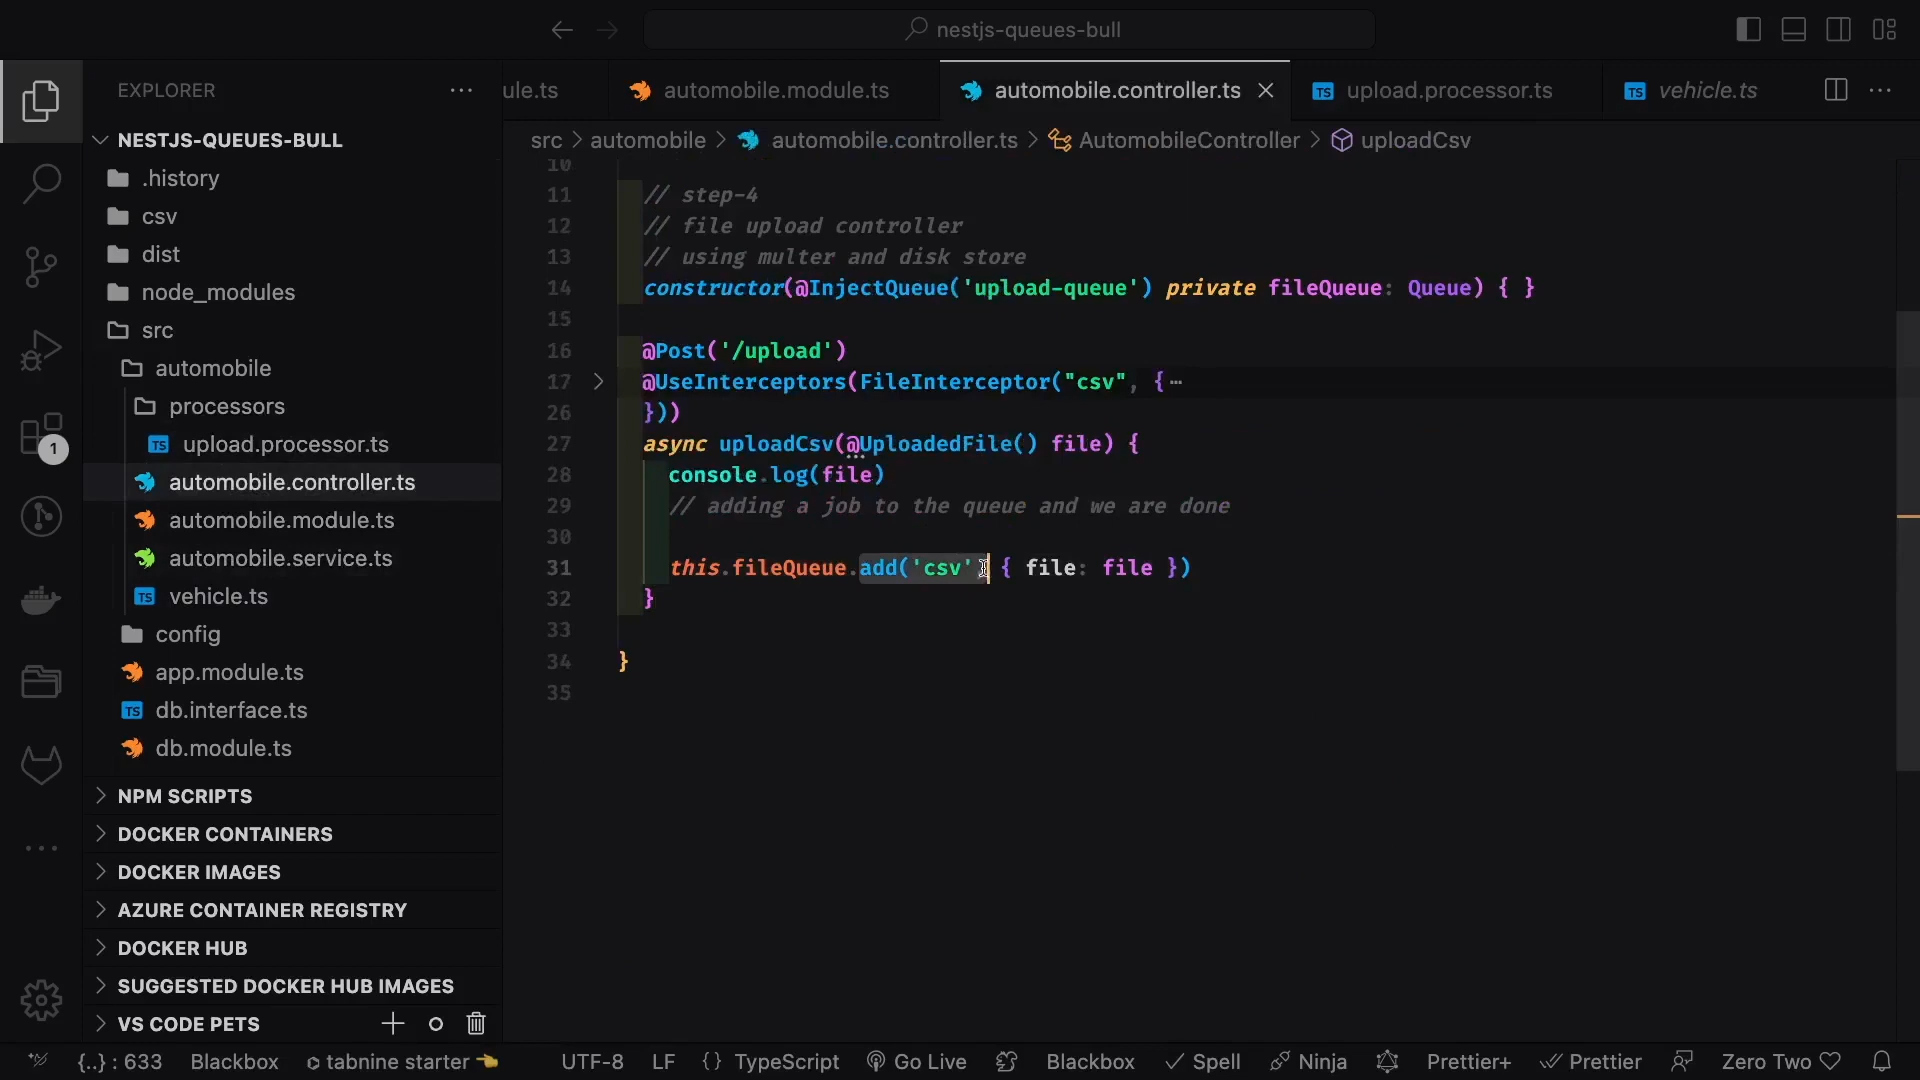 nestjs-queues-bull
EXPLORER
ule.ts
automobile.module.ts
automobile.controller.ts
upload.processor.ts
vehicle.ts
NESTJS-QUEUES-BULL
src > automobile > automobile.controller.ts > AutomobileController > uploadCsv
.history
csv
dist
node_modules
src
automobile
processors
upload.processor.ts
automobile.controller.ts
automobile.module.ts
automobile.service.ts
vehicle.ts
config
app.module.ts
db.interface.ts
db.module.ts
NPM SCRIPTS
DOCKER CONTAINERS
DOCKER IMAGES
AZURE CONTAINER REGISTRY
DOCKER HUB
SUGGESTED DOCKER HUB IMAGES
VS CODE PETS
1
10
11 // step-4
12 // file upload controller
13 // using multer and disk store
14 constructor(@InjectQueue('upload-queue') private fileQueue: Queue) { }
15
16 @Post('/upload')
17 @UseInterceptors(FileInterceptor("csv", {…
26 }))
27 async uploadCsv(@UploadedFile() file) {
28 console.log(file)
29 // adding a job to the queue and we are done
30
31 this.fileQueue.add('csv', { file: file })
32 }
33
34 }
35
{..} : 633 Blackbox tabnine starter 👈 UTF-8 LF {} TypeScript Go Live Blackbox Spell Ninja Prettier+ Prettier Zero Two ♡